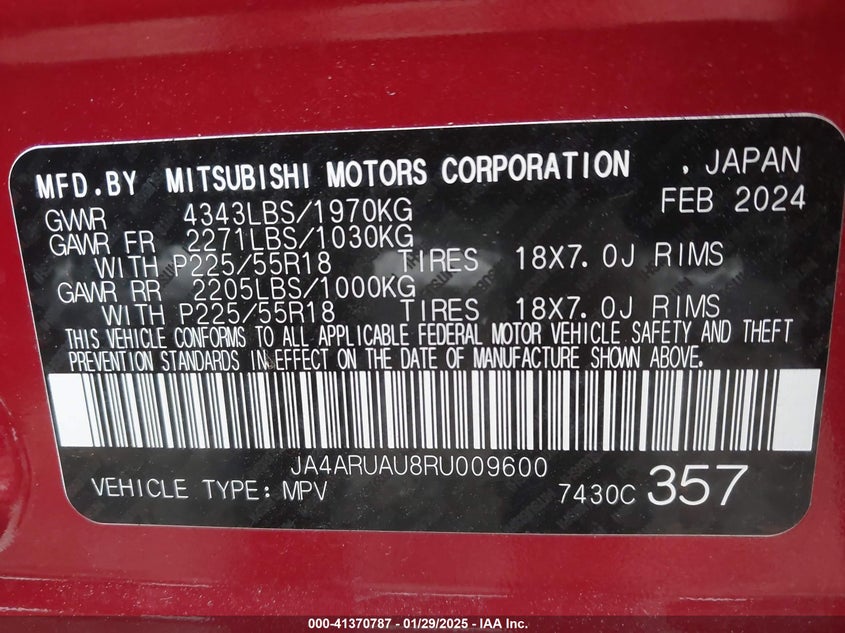 MFD.BY MITSUBISHI MOTORS CORPORATION , JAPAN
FEB 2024
GVWR 4343LBS/1970KG
GAWR FR 2271LBS/1030KG
WITH P225/55R18 TIRES 18X7.0J RIMS
GAWR RR 2205LBS/1000KG
WITH P225/55R18 TIRES 18X7.0J RIMS
THIS VEHICLE CONFORMS TO ALL APPLICABLE FEDERAL MOTOR VEHICLE SAFETY AND THEFT
PREVENTION STANDARDS IN EFFECT ON THE DATE OF MANUFACTURE SHOWN ABOVE.
JA4ARUAU8RU009600
VEHICLE TYPE: MPV 7430C 357
000-41370787 - 01/29/2025 - IAA Inc.